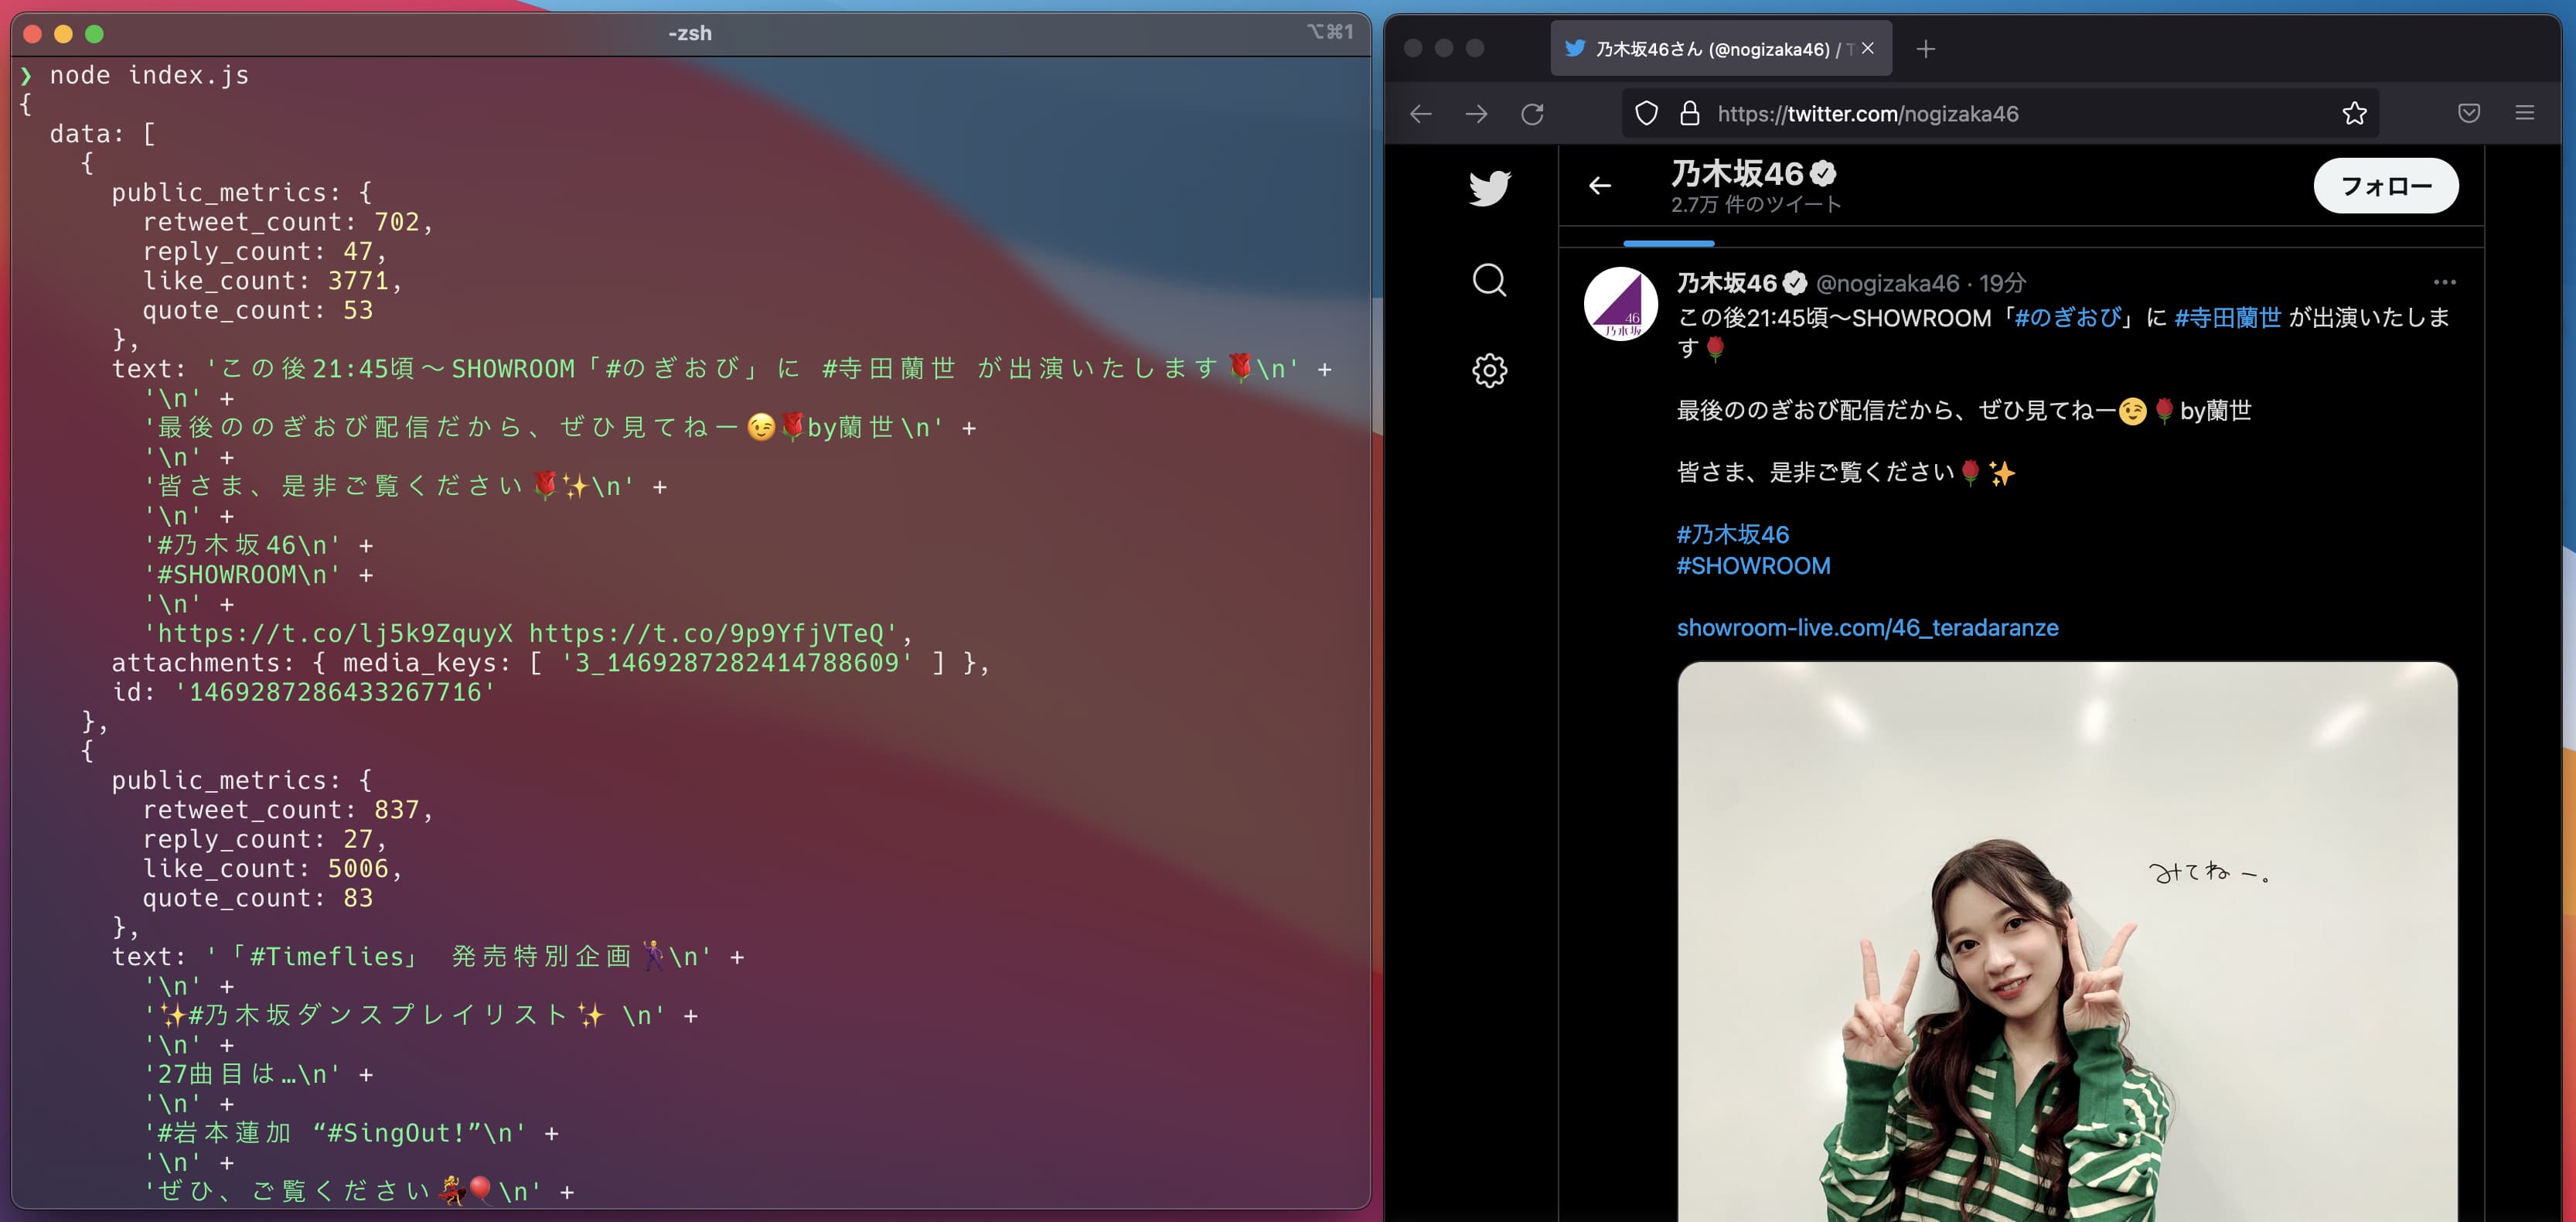 -zsh
⌥⌘1
❯ node index.js
{
data: [
{
public_metrics: {
retweet_count: 702,
reply_count: 47,
like_count: 3771,
quote_count: 53
},
text: 'この後21:45頃〜SHOWROOM「#のぎおび」に #寺田蘭世 が出演いたします🌹\n' +
'\n' +
'最後ののぎおび配信だから、ぜひ見てねー😉🌹by蘭世\n' +
'\n' +
'皆さま、是非ご覧ください🌹✨\n' +
'\n' +
'#乃木坂46\n' +
'#SHOWROOM\n' +
'\n' +
'https://t.co/lj5k9ZquyX https://t.co/9p9YfjVTeQ',
attachments: { media_keys: [ '3_1469287282414788609' ] },
id: '1469287286433267716'
},
{
public_metrics: {
retweet_count: 837,
reply_count: 27,
like_count: 5006,
quote_count: 83
},
text: '「#Timeflies」 発売特別企画🕺\n' +
'\n' +
'✨#乃木坂ダンスプレイリスト✨ \n' +
'\n' +
'27曲目は…\n' +
'\n' +
'#岩本蓮加 “#SingOut!”\n' +
'\n' +
'ぜひ、ご覧ください💃🎈\n' +
乃木坂46さん (@nogizaka46) / T
https://twitter.com/nogizaka46
乃木坂46
2.7万 件のツイート
フォロー
乃木坂46 @nogizaka46 · 19分
この後21:45頃〜SHOWROOM「#のぎおび」に #寺田蘭世 が出演いたしま
す🌹
最後ののぎおび配信だから、ぜひ見てねー😉🌹by蘭世
皆さま、是非ご覧ください🌹✨
#乃木坂46
#SHOWROOM
showroom-live.com/46_teradaranze
46
乃木坂
みてねー。